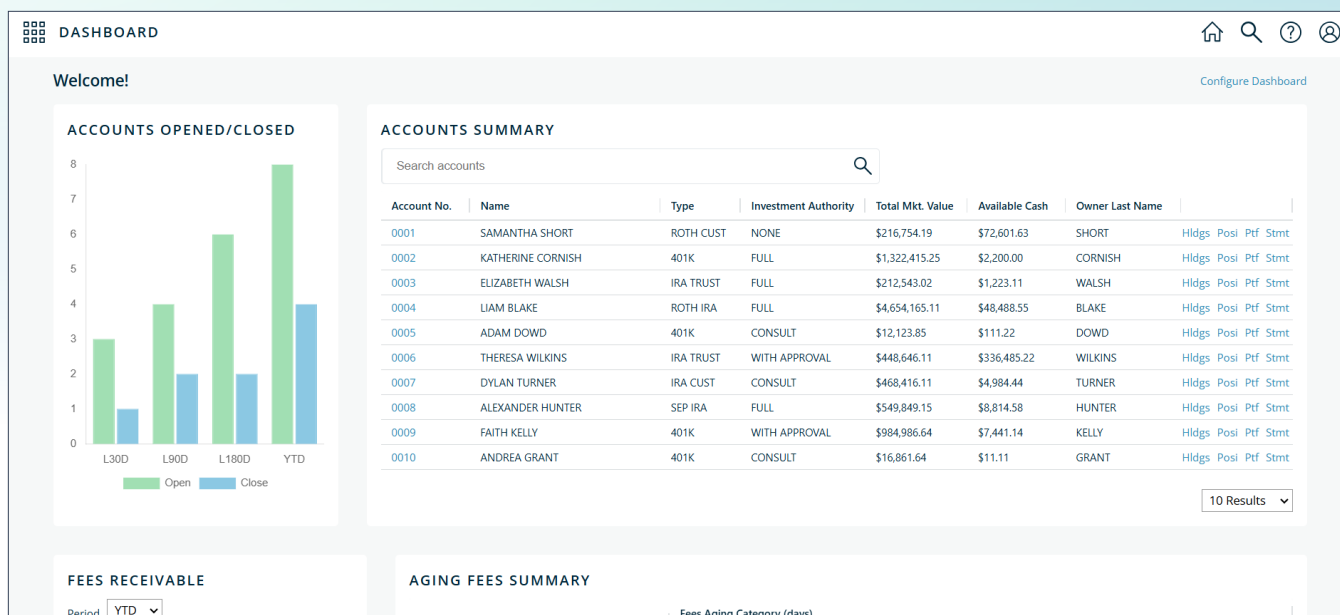 DASHBOARD
Welcome!
Configure Dashboard
ACCOUNTS OPENED/CLOSED
8
7
6
5
4
3
2
1
0
L30D L90D L180D YTD
Open Close
ACCOUNTS SUMMARY
Search accounts
Account No. Name Type Investment Authority Total Mkt. Value Available Cash Owner Last Name
0001 SAMANTHA SHORT ROTH CUST NONE $216,754.19 $72,601.63 SHORT Hldgs Posi Ptf Stmt
0002 KATHERINE CORNISH 401K FULL $1,322,415.25 $2,200.00 CORNISH Hldgs Posi Ptf Stmt
0003 ELIZABETH WALSH IRA TRUST FULL $212,543.02 $1,223.11 WALSH Hldgs Posi Ptf Stmt
0004 LIAM BLAKE ROTH IRA FULL $4,654,165.11 $48,488.55 BLAKE Hldgs Posi Ptf Stmt
0005 ADAM DOWD 401K CONSULT $12,123.85 $111.22 DOWD Hldgs Posi Ptf Stmt
0006 THERESA WILKINS IRA TRUST WITH APPROVAL $448,646.11 $336,485.22 WILKINS Hldgs Posi Ptf Stmt
0007 DYLAN TURNER IRA CUST CONSULT $468,416.11 $4,984.44 TURNER Hldgs Posi Ptf Stmt
0008 ALEXANDER HUNTER SEP IRA FULL $549,849.15 $8,814.58 HUNTER Hldgs Posi Ptf Stmt
0009 FAITH KELLY 401K WITH APPROVAL $984,986.64 $7,441.14 KELLY Hldgs Posi Ptf Stmt
0010 ANDREA GRANT 401K CONSULT $16,861.64 $11.11 GRANT Hldgs Posi Ptf Stmt
10 Results
FEES RECEIVABLE
Period YTD
AGING FEES SUMMARY
Fees Aging Category (days)